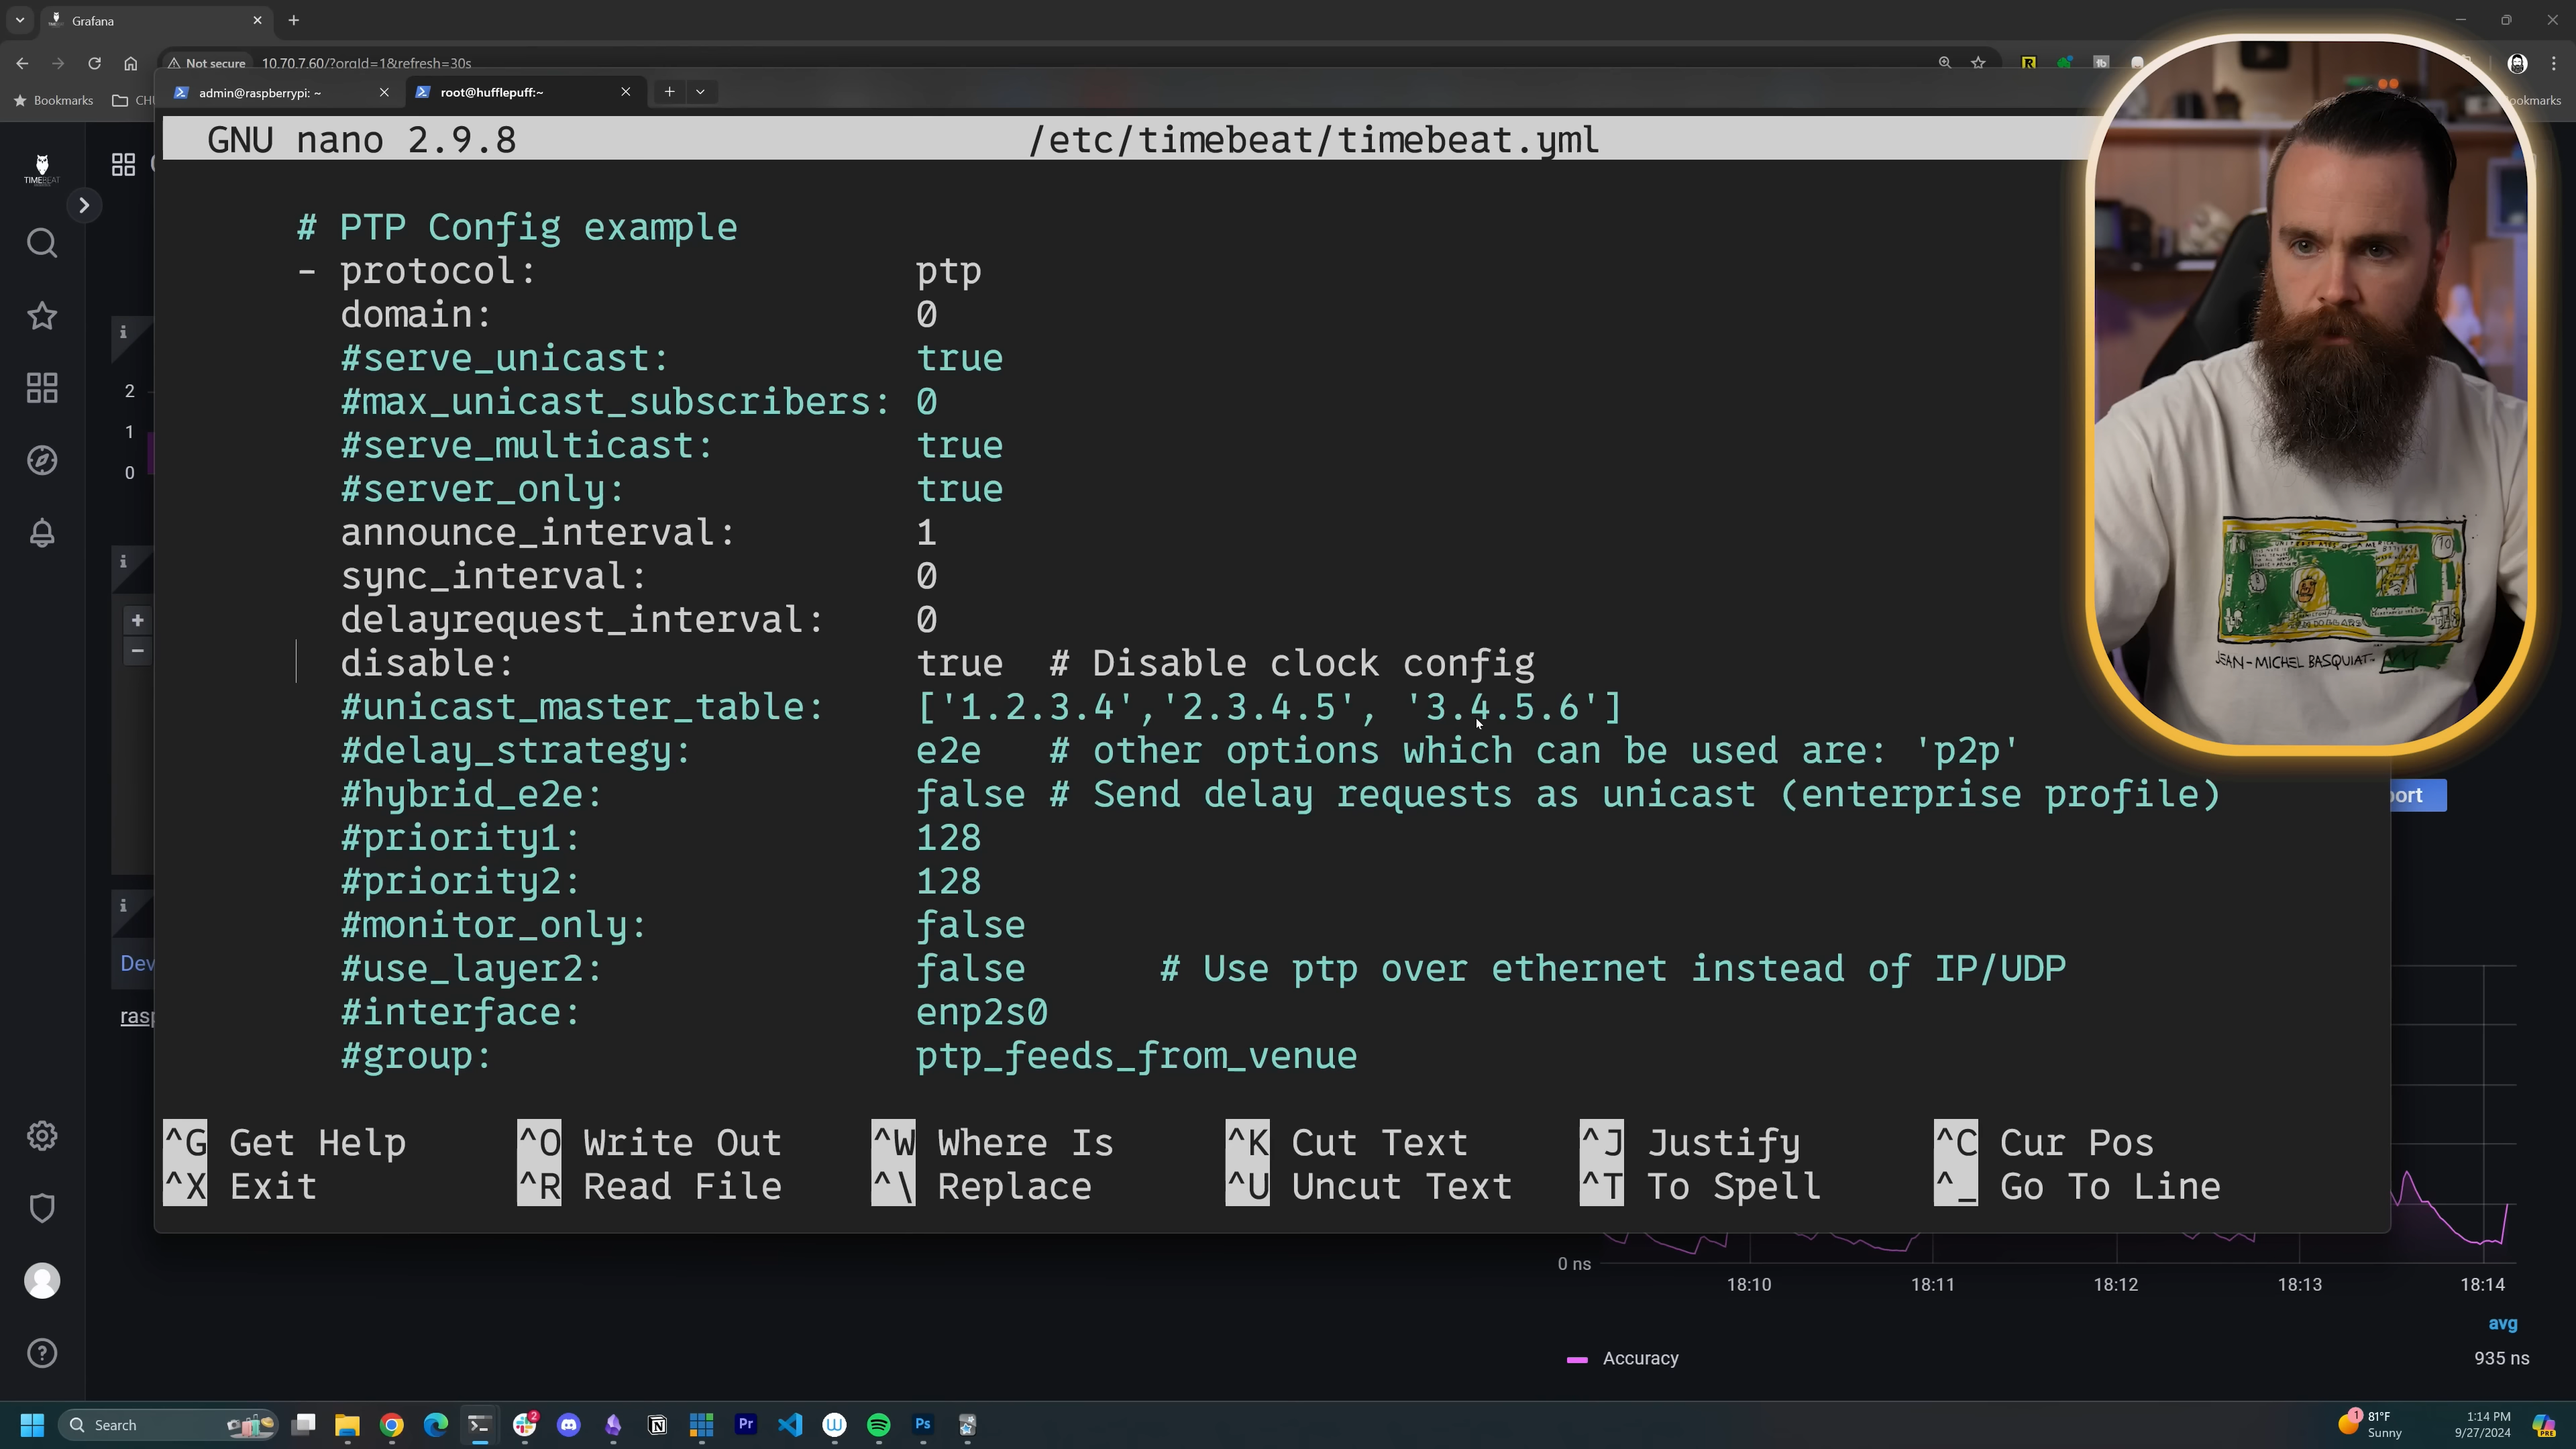 Grafana
Not secure 10.70.7.60/?orgId=1&refresh=30s
Bookmarks
admin@raspberrypi: ~
root@hufflepuff:~
GNU nano 2.9.8 /etc/timebeat/timebeat.yml
TIMEBEAT
# PTP Config example
- protocol: ptp
domain: 0
#serve_unicast: true
#max_unicast_subscribers: 0
#serve_multicast: true
#server_only: true
announce_interval: 1
sync_interval: 0
delayrequest_interval: 0
disable: true # Disable clock config
#unicast_master_table: ['1.2.3.4','2.3.4.5', '3.4.5.6']
#delay_strategy: e2e # other options which can be used are: 'p2p'
#hybrid_e2e: false # Send delay requests as unicast (enterprise profile)
#priority1: 128
#priority2: 128
#monitor_only: false
#use_layer2: false # Use ptp over ethernet instead of IP/UDP
#interface: enp2s0
#group: ptp_feeds_from_venue
^G Get Help ^O Write Out ^W Where Is ^K Cut Text ^J Justify ^C Cur Pos
^X Exit ^R Read File ^\ Replace ^U Uncut Text ^T To Spell ^_ Go To Line
2
1
0
Dev
rasp
port
JEAN-MICHEL BASQUIAT
0 ns
18:10 18:11 18:12 18:13 18:14
avg
Accuracy 935 ns
Search
81°F
Sunny
1:14 PM
9/27/2024